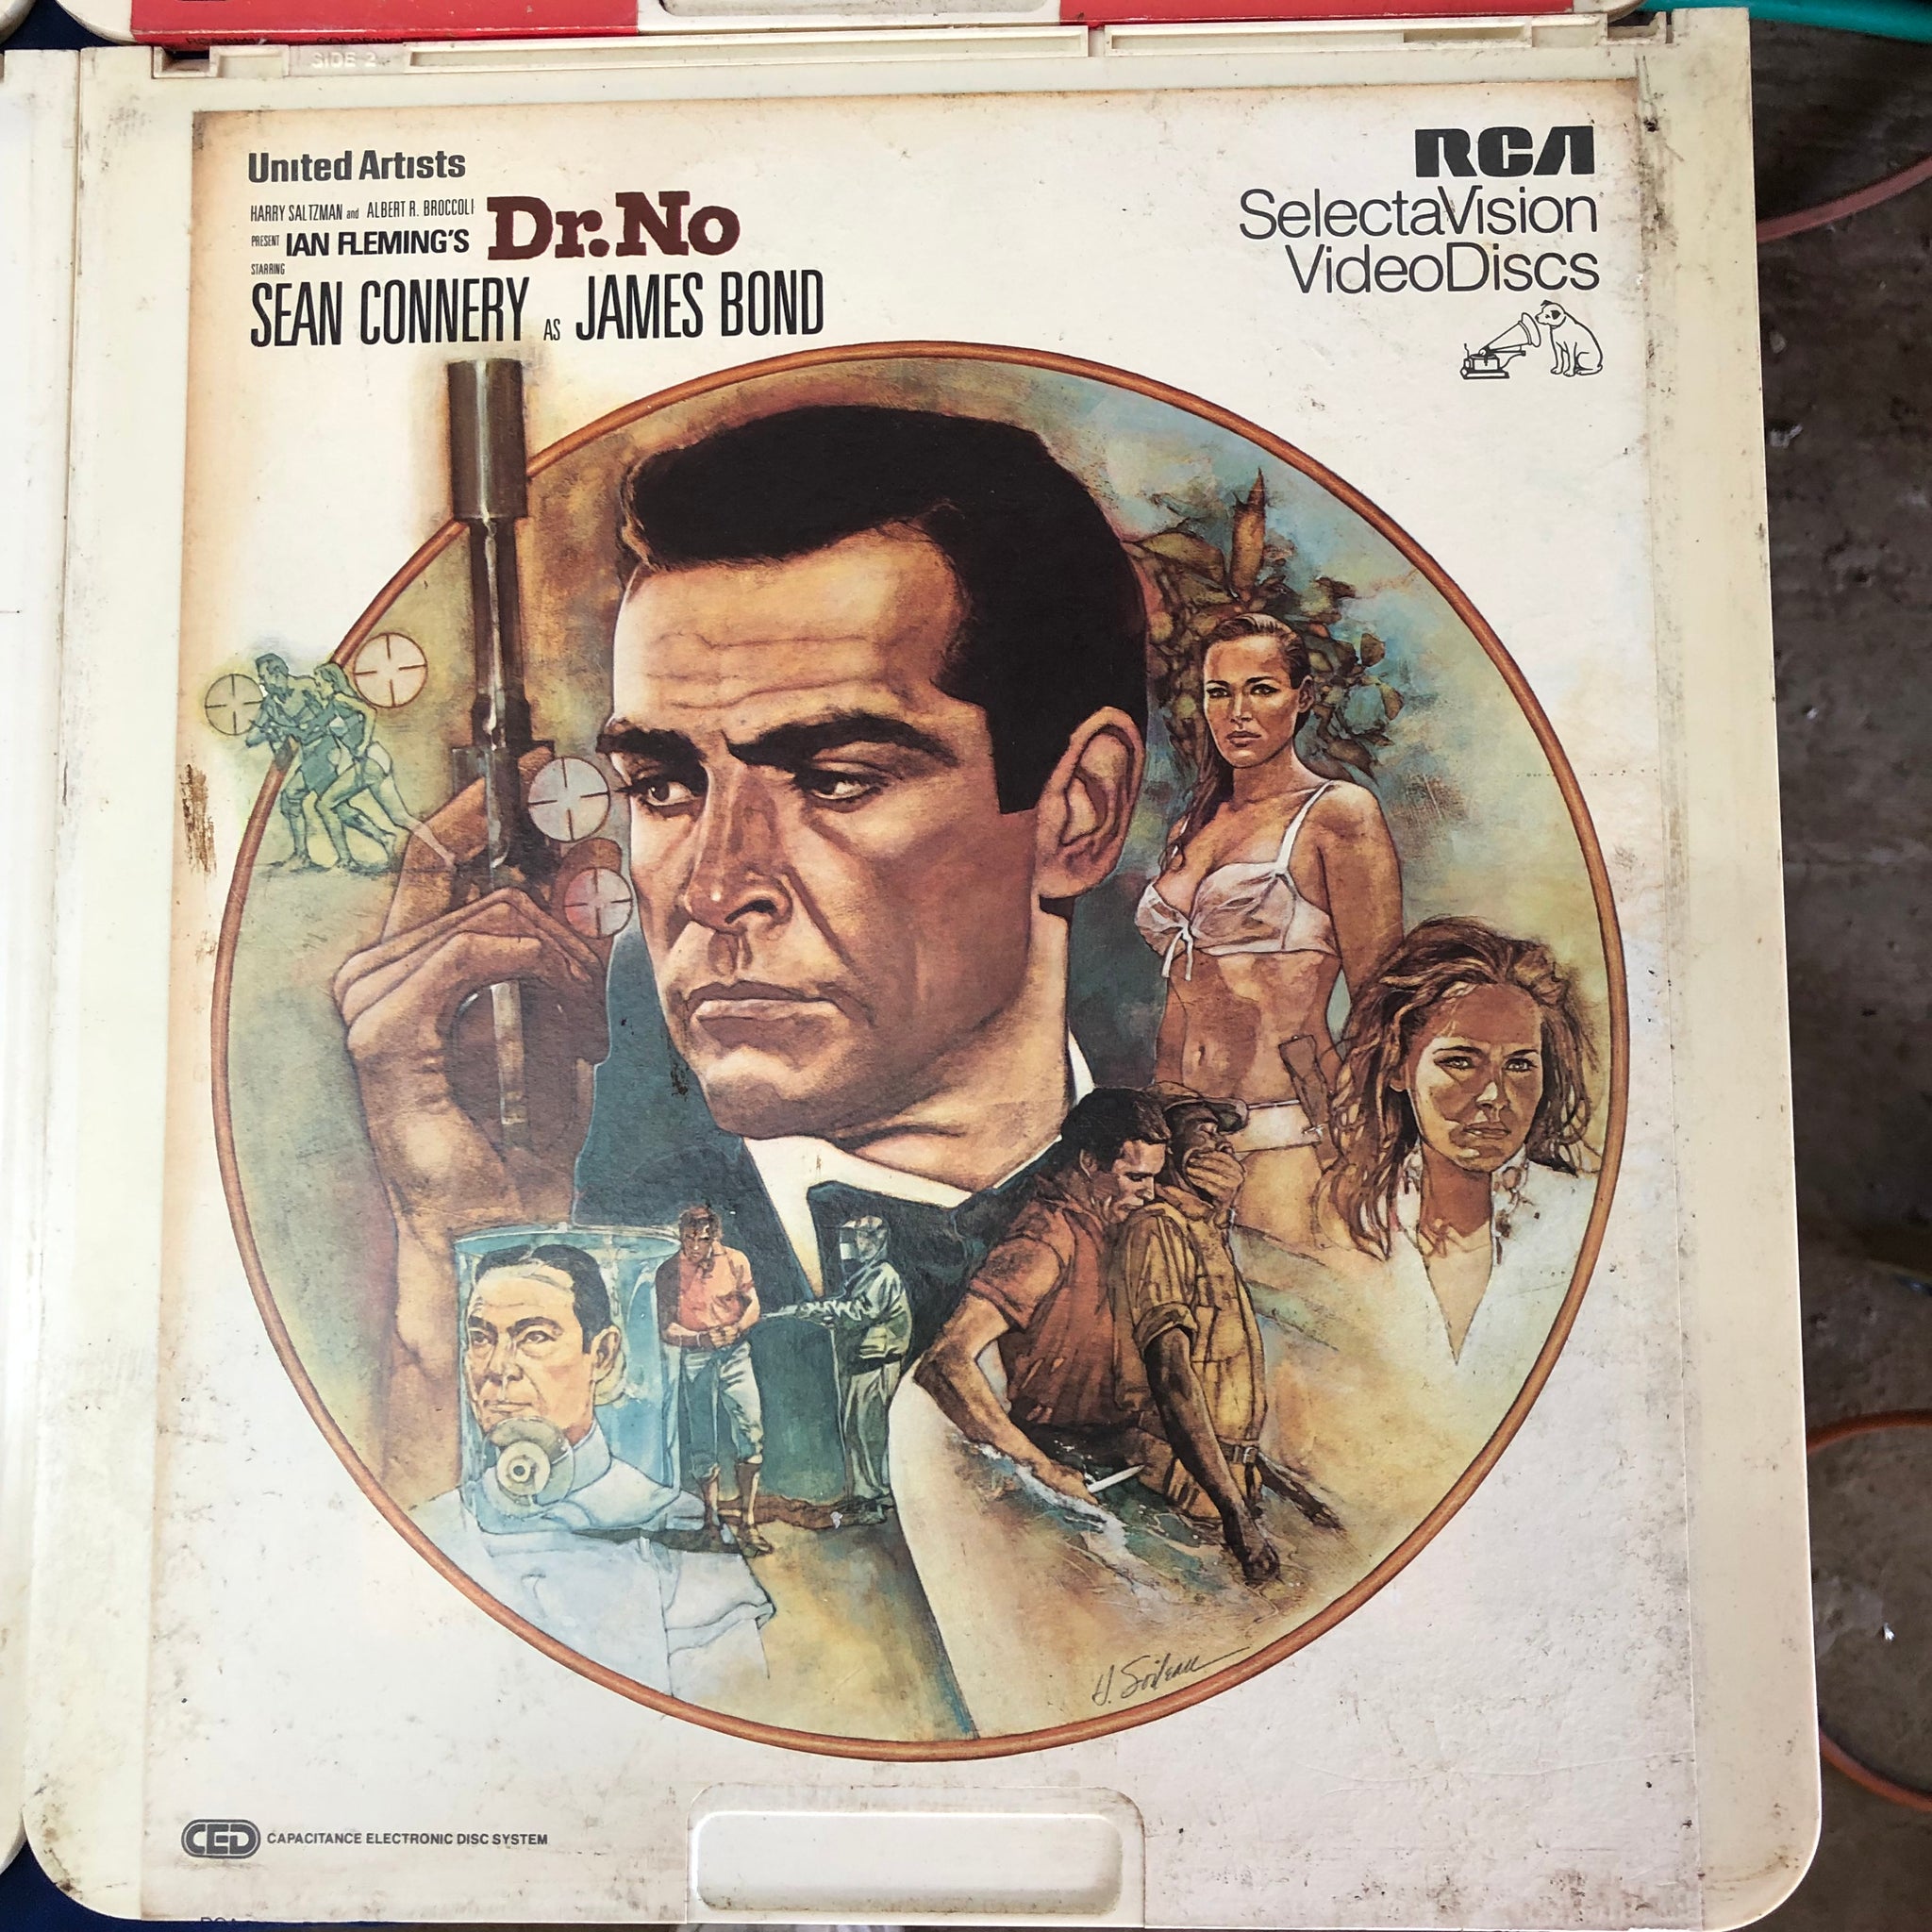 SIDE 2
United Artists
HARRY SALTZMAN and ALBERT R. BROCCOLI
PRESENT IAN FLEMING'S Dr. No
STARRING
SEAN CONNERY AS JAMES BOND
RCA
SelectaVision
VideoDiscs
H. Soileau
CED CAPACITANCE ELECTRONIC DISC SYSTEM